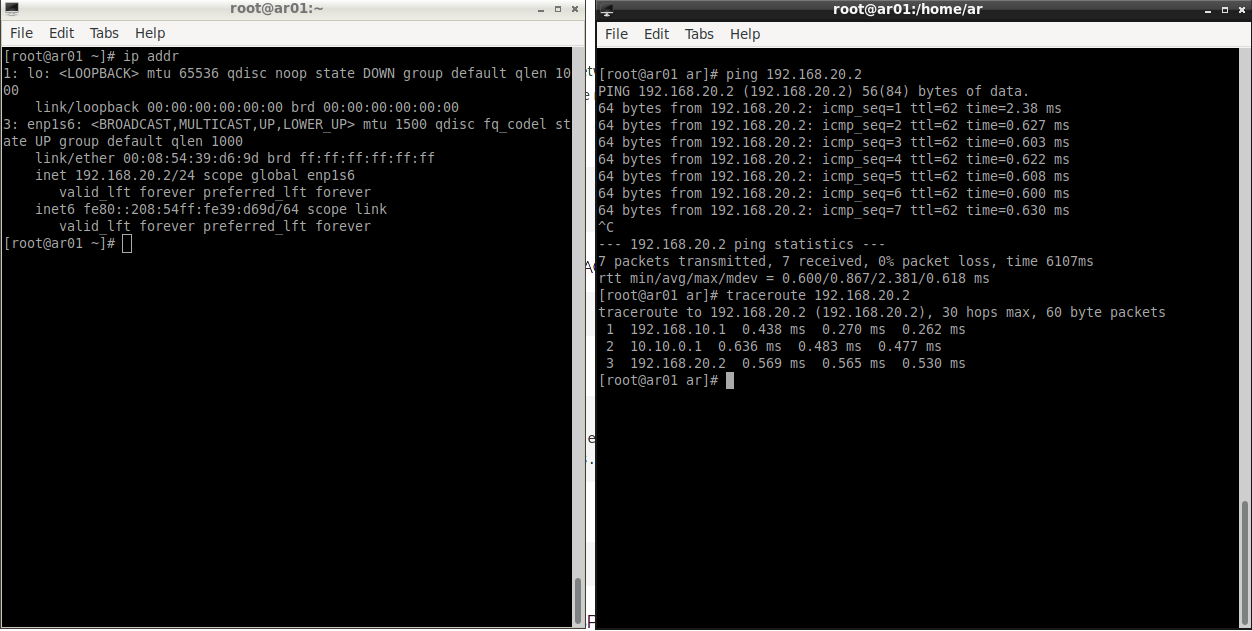 root@ar01:~
File Edit Tabs Help
[root@ar01 ~]# ip addr
1: lo: <LOOPBACK> mtu 65536 qdisc noop state DOWN group default qlen 10
00
    link/loopback 00:00:00:00:00:00 brd 00:00:00:00:00:00
3: enp1s6: <BROADCAST,MULTICAST,UP,LOWER_UP> mtu 1500 qdisc fq_codel st
ate UP group default qlen 1000
    link/ether 00:08:54:39:d6:9d brd ff:ff:ff:ff:ff:ff
    inet 192.168.20.2/24 scope global enp1s6
       valid_lft forever preferred_lft forever
    inet6 fe80::208:54ff:fe39:d69d/64 scope link
       valid_lft forever preferred_lft forever
[root@ar01 ~]#
root@ar01:/home/ar
File Edit Tabs Help
[root@ar01 ar]# ping 192.168.20.2
PING 192.168.20.2 (192.168.20.2) 56(84) bytes of data.
64 bytes from 192.168.20.2: icmp_seq=1 ttl=62 time=2.38 ms
64 bytes from 192.168.20.2: icmp_seq=2 ttl=62 time=0.627 ms
64 bytes from 192.168.20.2: icmp_seq=3 ttl=62 time=0.603 ms
64 bytes from 192.168.20.2: icmp_seq=4 ttl=62 time=0.622 ms
64 bytes from 192.168.20.2: icmp_seq=5 ttl=62 time=0.608 ms
64 bytes from 192.168.20.2: icmp_seq=6 ttl=62 time=0.600 ms
64 bytes from 192.168.20.2: icmp_seq=7 ttl=62 time=0.630 ms
^C
--- 192.168.20.2 ping statistics ---
7 packets transmitted, 7 received, 0% packet loss, time 6107ms
rtt min/avg/max/mdev = 0.600/0.867/2.381/0.618 ms
[root@ar01 ar]# traceroute 192.168.20.2
traceroute to 192.168.20.2 (192.168.20.2), 30 hops max, 60 byte packets
 1  192.168.10.1  0.438 ms  0.270 ms  0.262 ms
 2  10.10.0.1  0.636 ms  0.483 ms  0.477 ms
 3  192.168.20.2  0.569 ms  0.565 ms  0.530 ms
[root@ar01 ar]#